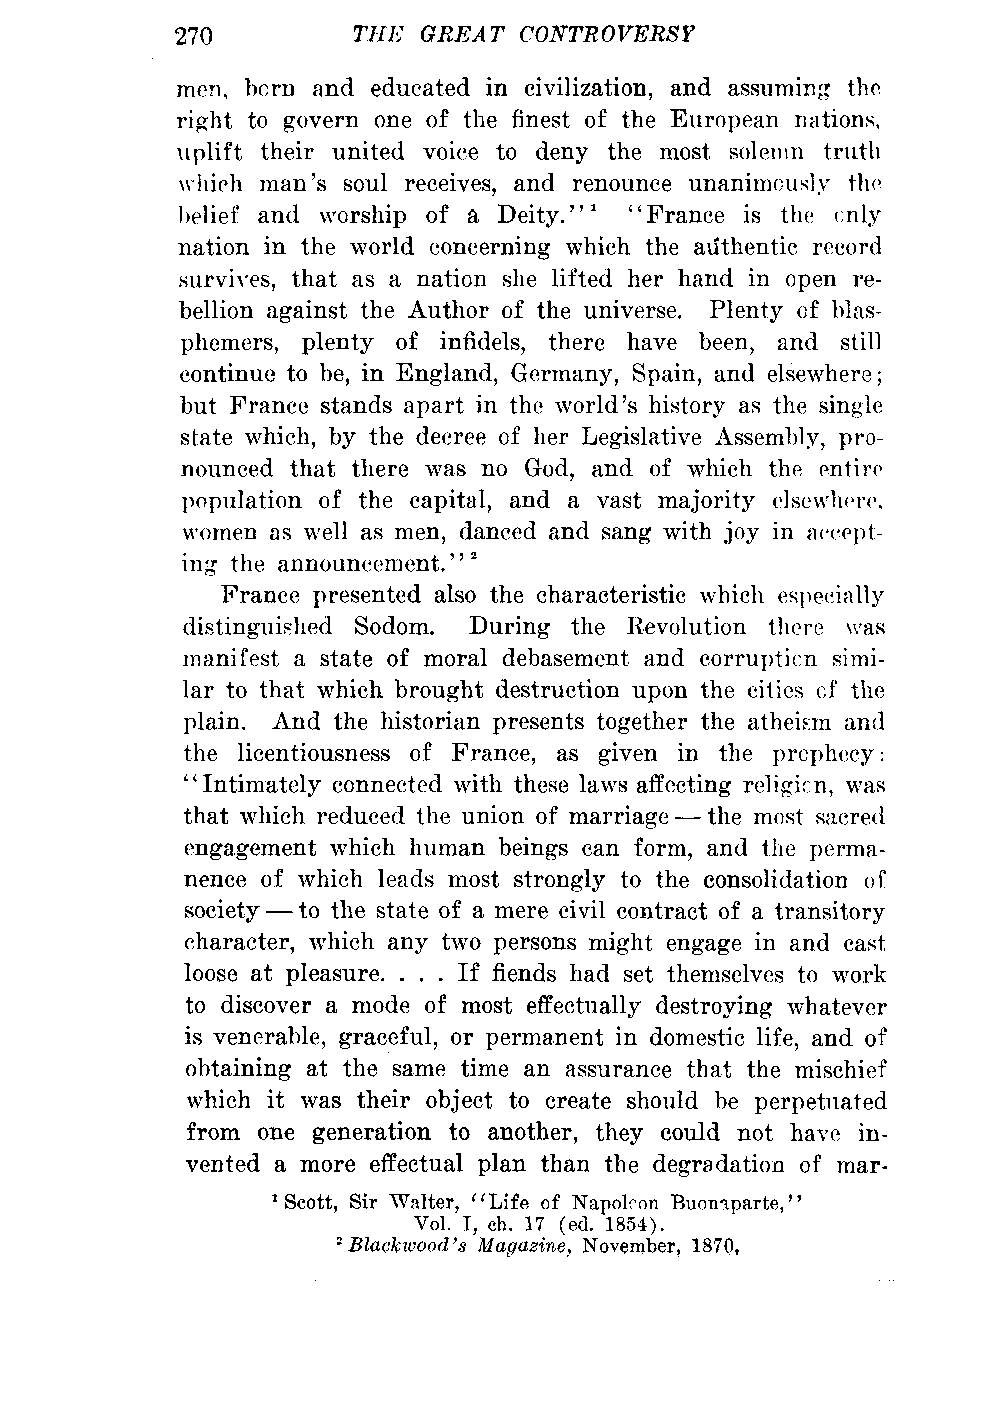 270 THE GREAT CONTROVERSY
men, born and educated in civilization, and assuming the
right to govern one of the finest of the European nations,
uplift their united voice to deny the most solemn truth
which man's soul receives, and renounce unanimously the
belief and worship of a Deity."¹ "France is the only
nation in the world concerning which the authentic record
survives, that as a nation she lifted her hand in open re-
bellion against the Author of the universe. Plenty of blas-
phemers, plenty of infidels, there have been, and still
continue to be, in England, Germany, Spain, and elsewhere;
but France stands apart in the world's history as the single
state which, by the decree of her Legislative Assembly, pro-
nounced that there was no God, and of which the entire
population of the capital, and a vast majority elsewhere,
women as well as men, danced and sang with joy in accept-
ing the announcement."²
France presented also the characteristic which especially
distinguished Sodom. During the Revolution there was
manifest a state of moral debasement and corruption simi-
lar to that which brought destruction upon the cities of the
plain. And the historian presents together the atheism and
the licentiousness of France, as given in the prophecy:
"Intimately connected with these laws affecting religion, was
that which reduced the union of marriage — the most sacred
engagement which human beings can form, and the perma-
nence of which leads most strongly to the consolidation of
society — to the state of a mere civil contract of a transitory
character, which any two persons might engage in and cast
loose at pleasure. . . . If fiends had set themselves to work
to discover a mode of most effectually destroying whatever
is venerable, graceful, or permanent in domestic life, and of
obtaining at the same time an assurance that the mischief
which it was their object to create should be perpetuated
from one generation to another, they could not have in-
vented a more effectual plan than the degradation of mar-
¹ Scott, Sir Walter, "Life of Napoleon Buonaparte,"
Vol. I, ch. 17 (ed. 1854).
² Blackwood's Magazine, November, 1870.